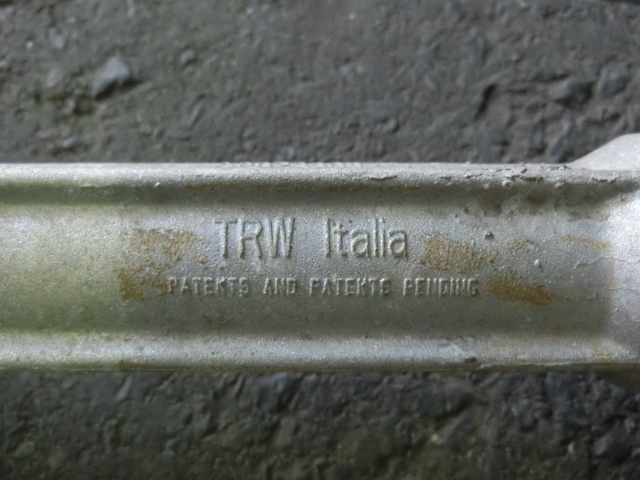 TRW Italia
PATENTS AND PATENTS PENDING